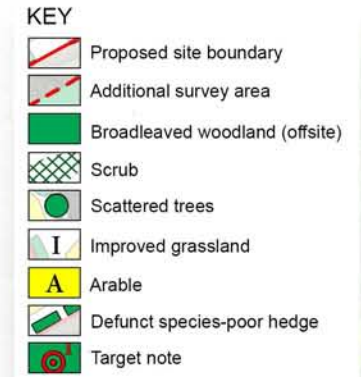 KEY
Proposed site boundary
Additional survey area
Broadleaved woodland (offsite)
Scrub
Scattered trees
I Improved grassland
A Arable
Defunct species-poor hedge
Target note